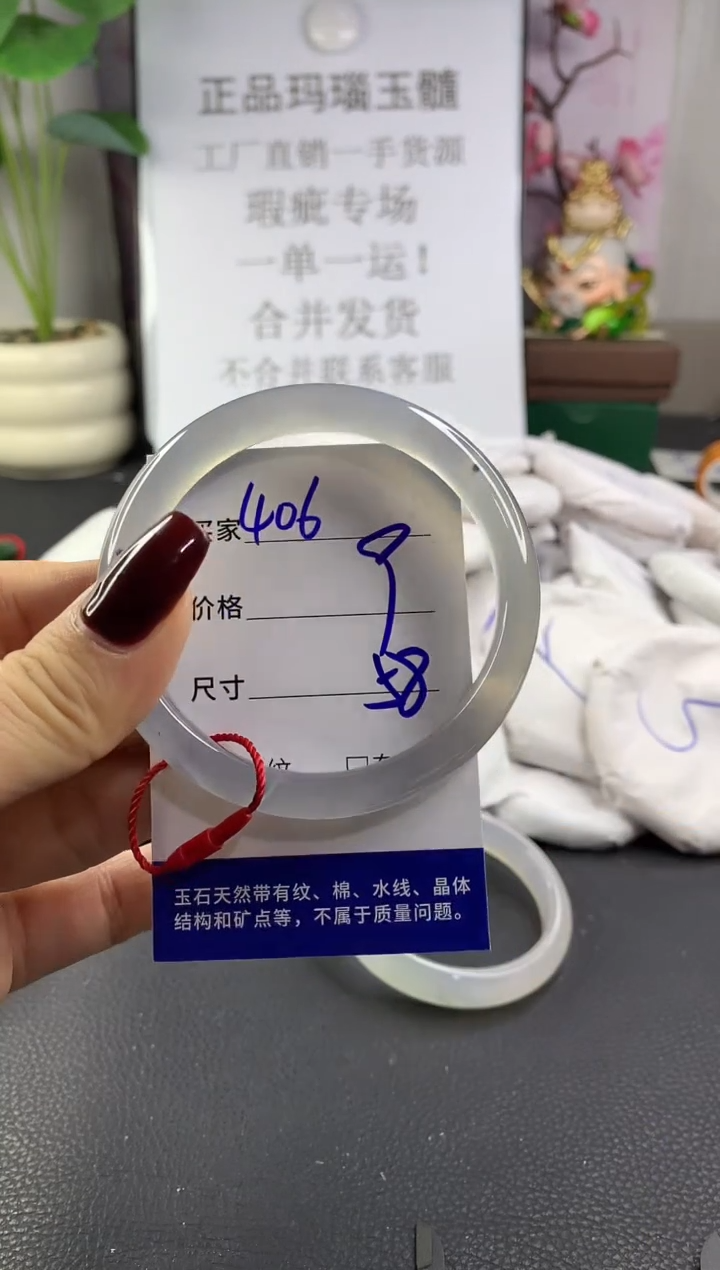 正品玛瑙玉髓
工厂直销一手货源
瑕疵专场
一单一运！
合并发货
不合并联系客服
买家 406
价格
尺寸 58
纹
玉石天然带有纹、棉、水线、晶体
结构和矿点等，不属于质量问题。